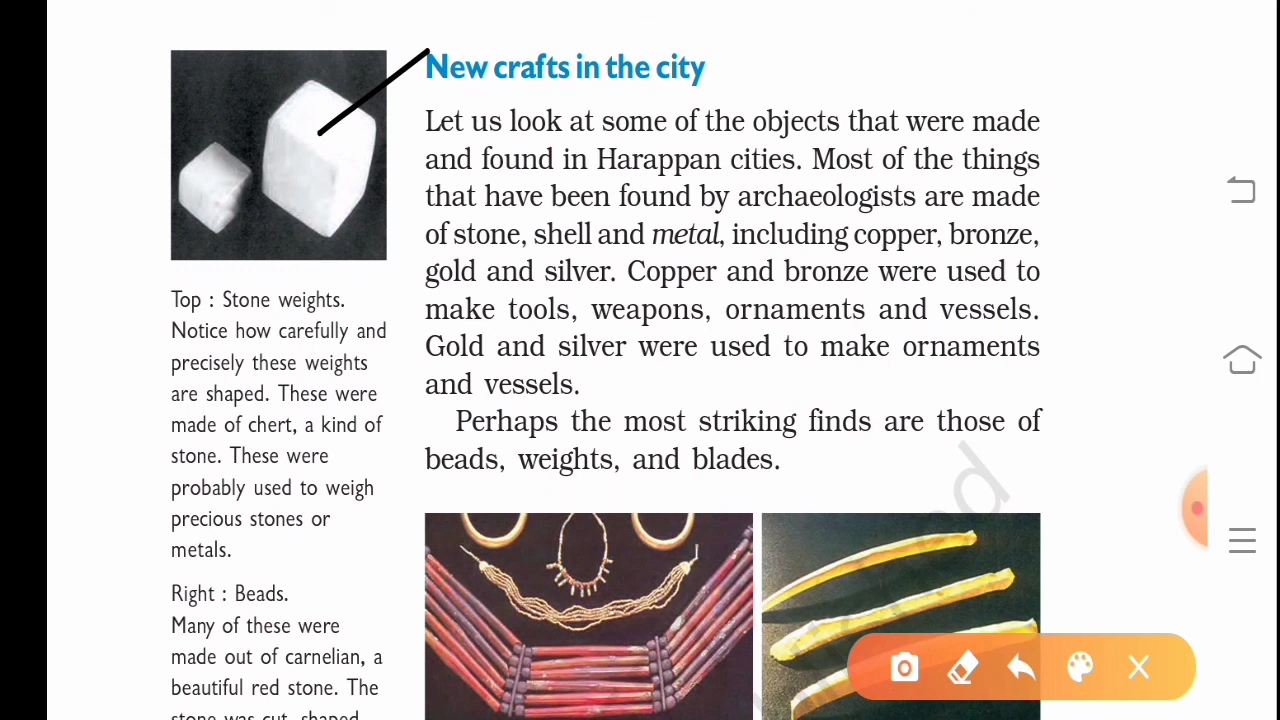 New crafts in the city
Let us look at some of the objects that were made
and found in Harappan cities. Most of the things
that have been found by archaeologists are made
of stone, shell and metal, including copper, bronze,
gold and silver. Copper and bronze were used to
make tools, weapons, ornaments and vessels.
Gold and silver were used to make ornaments
and vessels.
Perhaps the most striking finds are those of
beads, weights, and blades.
Top : Stone weights.
Notice how carefully and
precisely these weights
are shaped. These were
made of chert, a kind of
stone. These were
probably used to weigh
precious stones or
metals.
Right : Beads.
Many of these were
made out of carnelian, a
beautiful red stone. The
stone was cut, shaped